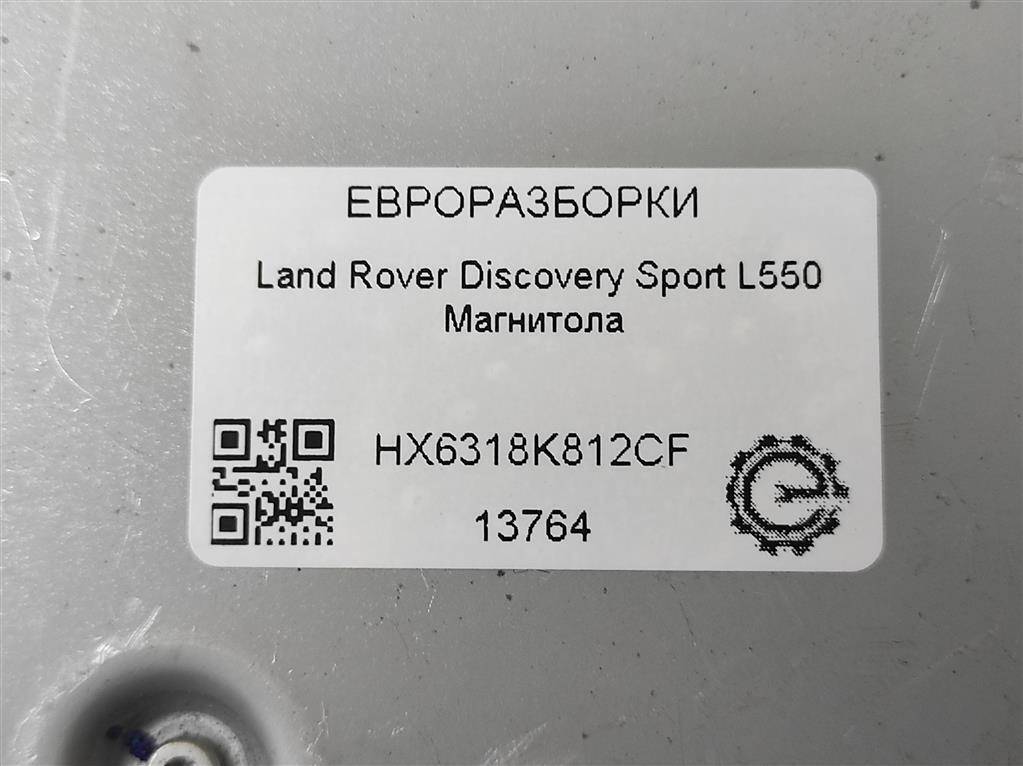 ЕВРОРАЗБОРКИ
Land Rover Discovery Sport L550
Магнитола
HX6318K812CF
13764